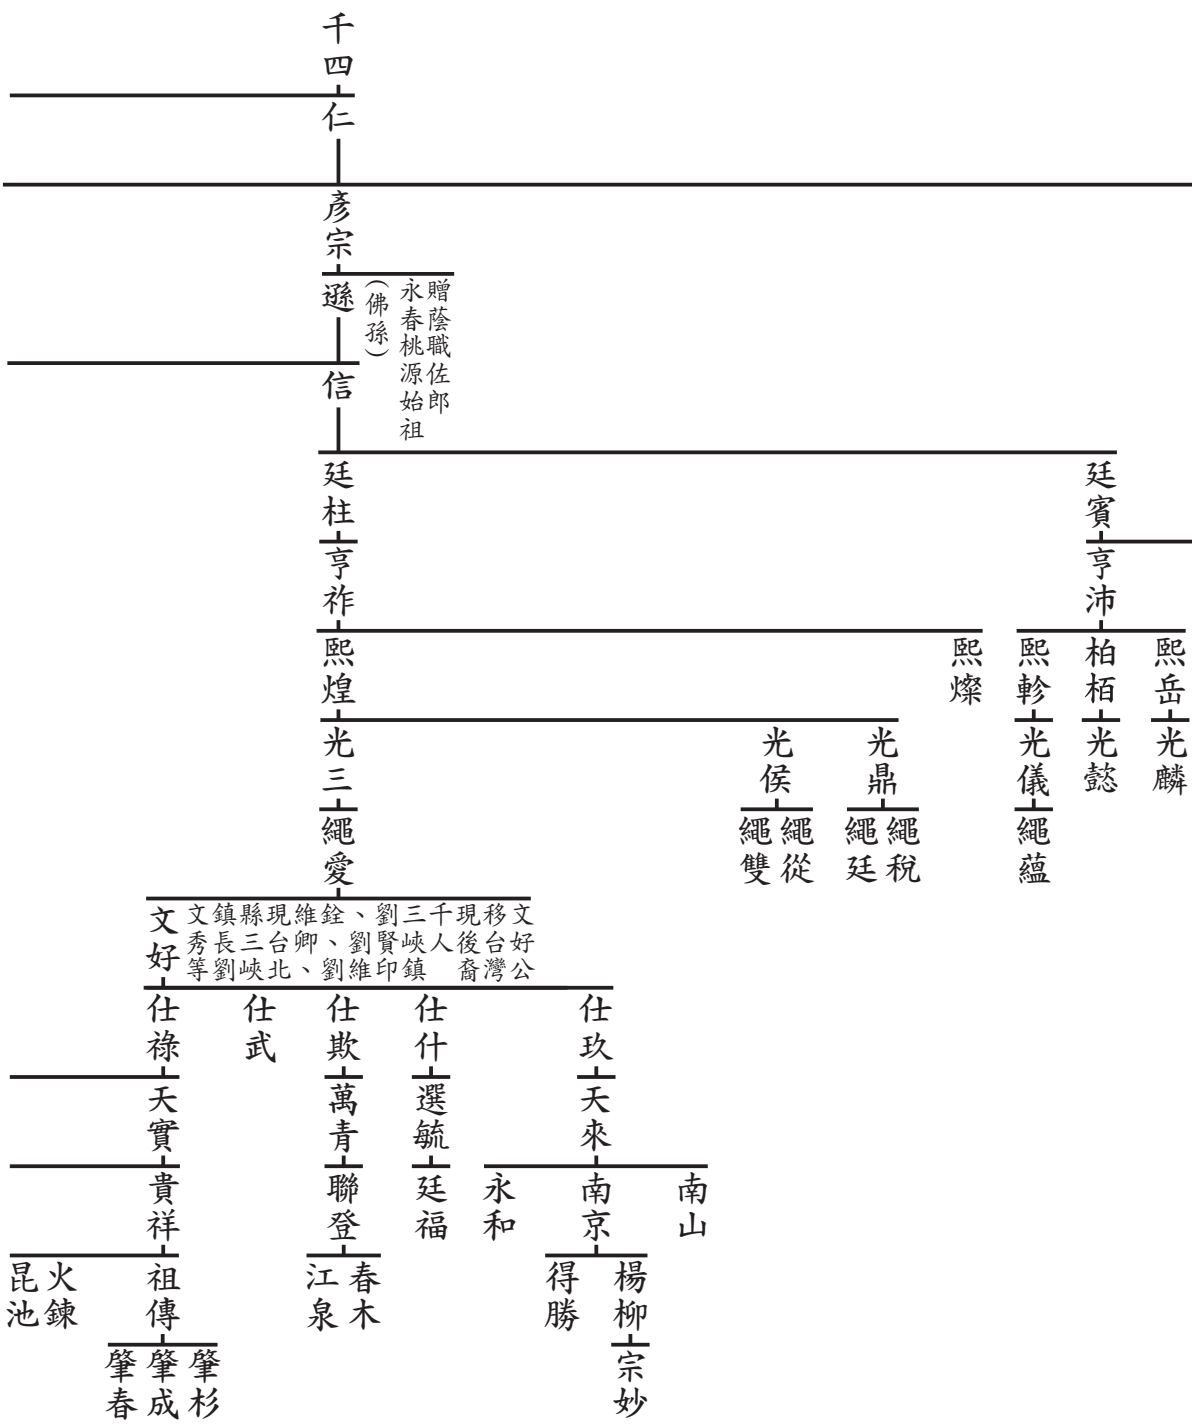 千四
仁
彥宗
遜
(佛孫)
贈蔭職佐郎
永春桃源始祖
信
廷賓
廷柱
亨沛
亨祚
熙岳
柏栢
熙軫
熙燦
熙煌
光麟
光懿
光儀
光鼎
光侯
光三
繩蘊
繩稅
繩廷
繩從
繩雙
繩愛
文好
文好公
移台灣
現後裔
千人
三峽鎮
劉賢印
、劉維
銓、劉
維卿、
現台北
縣三峽
鎮長劉
文秀等
仕玖
仕什
仕欺
仕武
仕祿
天來
選毓
萬青
天實
南山
南京
永和
廷福
聯登
貴祥
楊柳
得勝
春木
江泉
祖傳
火鍊
昆池
宗妙
肇杉
肇成
肇春